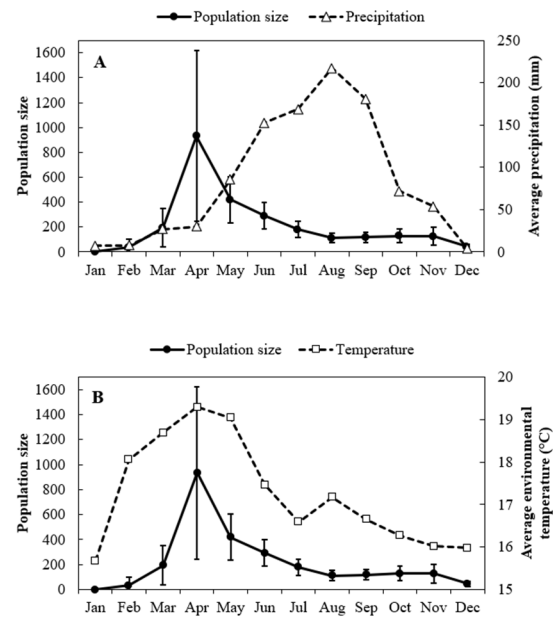 Population size Precipitation
A
1600
1400
1200
1000
800
600
400
200
0
Population size
250
200
150
100
50
0
Average precipitation (mm)
Jan Feb Mar Apr May Jun Jul Aug Sep Oct Nov Dec
Population size Temperature
B
1600
1400
1200
1000
800
600
400
200
0
Population size
20
19
18
17
16
15
Average environmental
temperature (°C)
Jan Feb Mar Apr May Jun Jul Aug Sep Oct Nov Dec